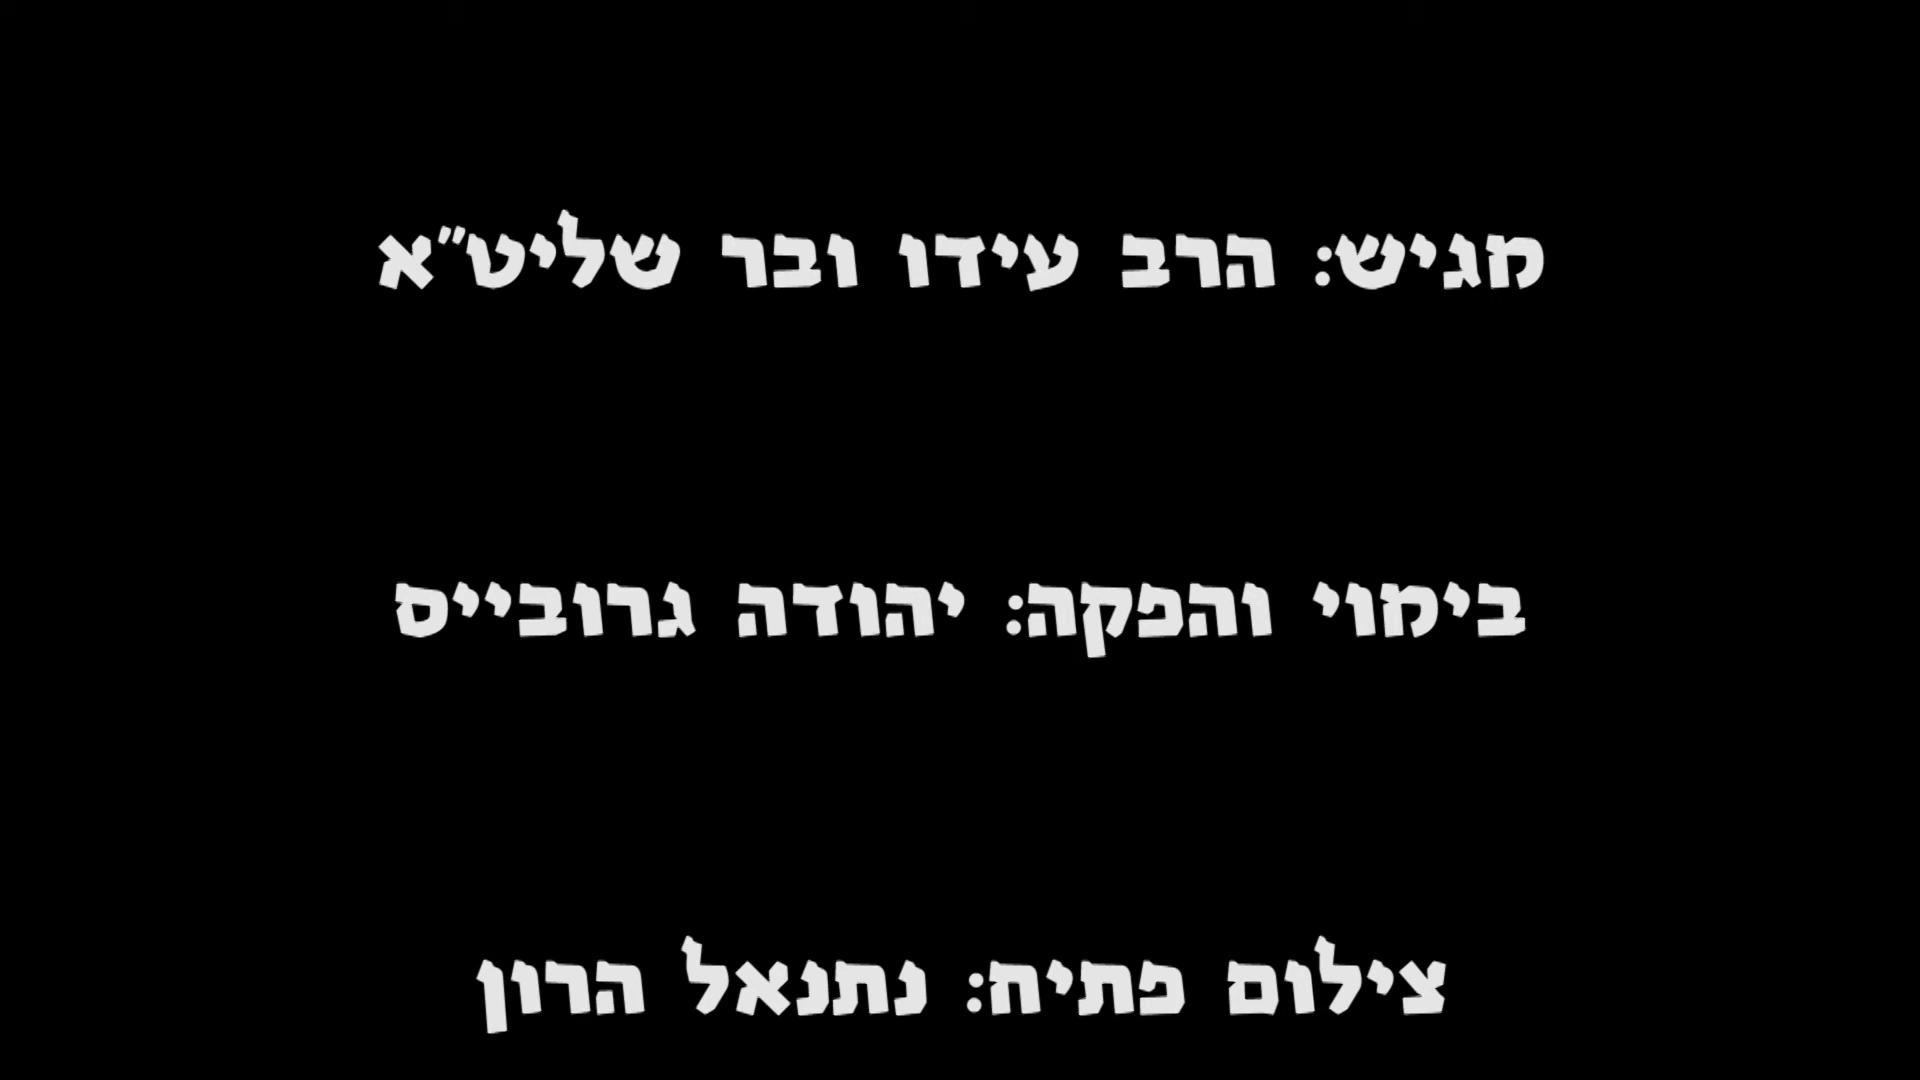 מגיש: הרב עידו ובר שליט"א
בימוי והפקה: יהודה גרובייס
צילום פתיח: נתנאל הרון